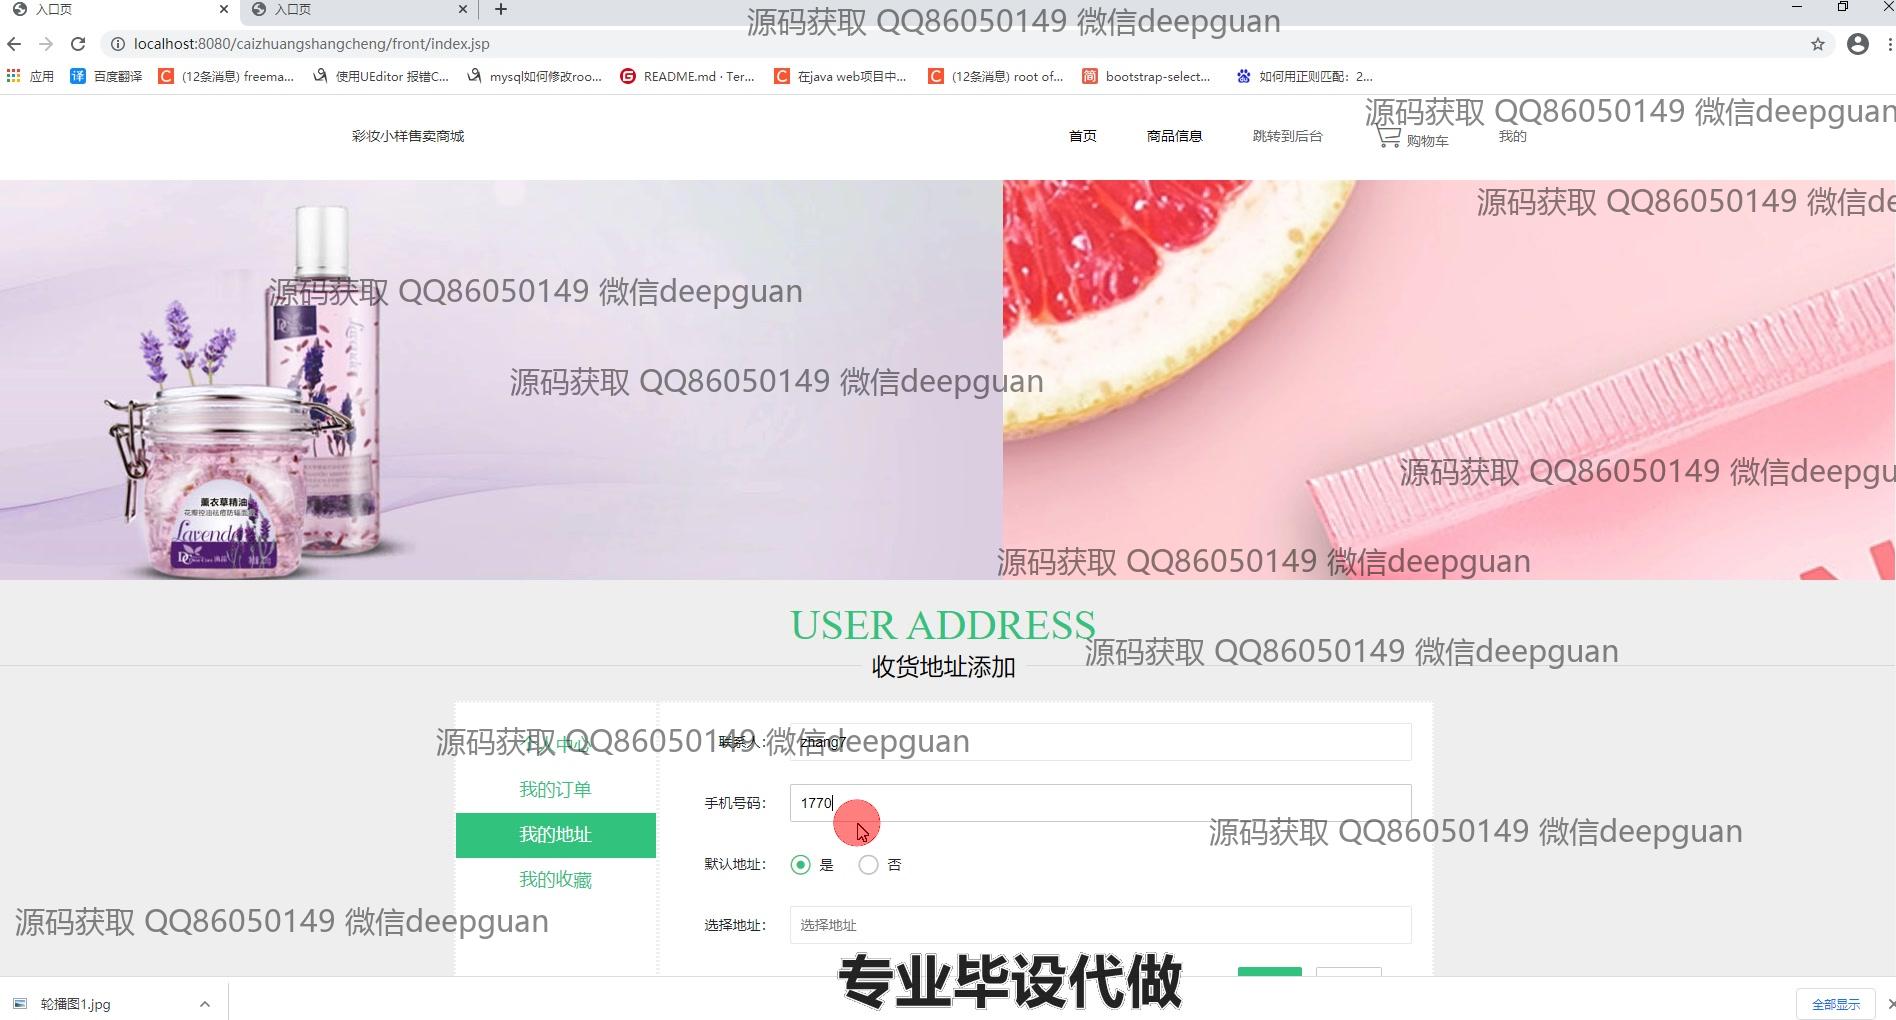 入口页
入口页
源码获取 QQ86050149 微信deepguan
localhost:8080/caizhuangshangcheng/front/index.jsp
应用
百度翻译
(12条消息) freema...
使用UEditor 报错C...
mysql如何修改roo...
README.md · Ter...
在java web项目中...
(12条消息) root of...
bootstrap-select...
如何用正则匹配：2...
源码获取 QQ86050149 微信deepguan
彩妆小样售卖商城
首页
商品信息
跳转到后台
购物车
我的
源码获取 QQ86050149 微信de
源码获取 QQ86050149 微信deepguan
源码获取 QQ86050149 微信deepguan
源码获取 QQ86050149 微信deepgu
薰衣草精油
Lavender
源码获取 QQ86050149 微信deepguan
USER ADDRESS
源码获取 QQ86050149 微信deepguan
收货地址添加
源码获取 QQ86050149 微信deepguan
个人中心
联系人：
zhang7
我的订单
手机号码：
1770
源码获取 QQ86050149 微信deepguan
我的地址
默认地址：
是
否
我的收藏
源码获取 QQ86050149 微信deepguan
选择地址：
选择地址
专业毕设代做
轮播图1.jpg
全部显示